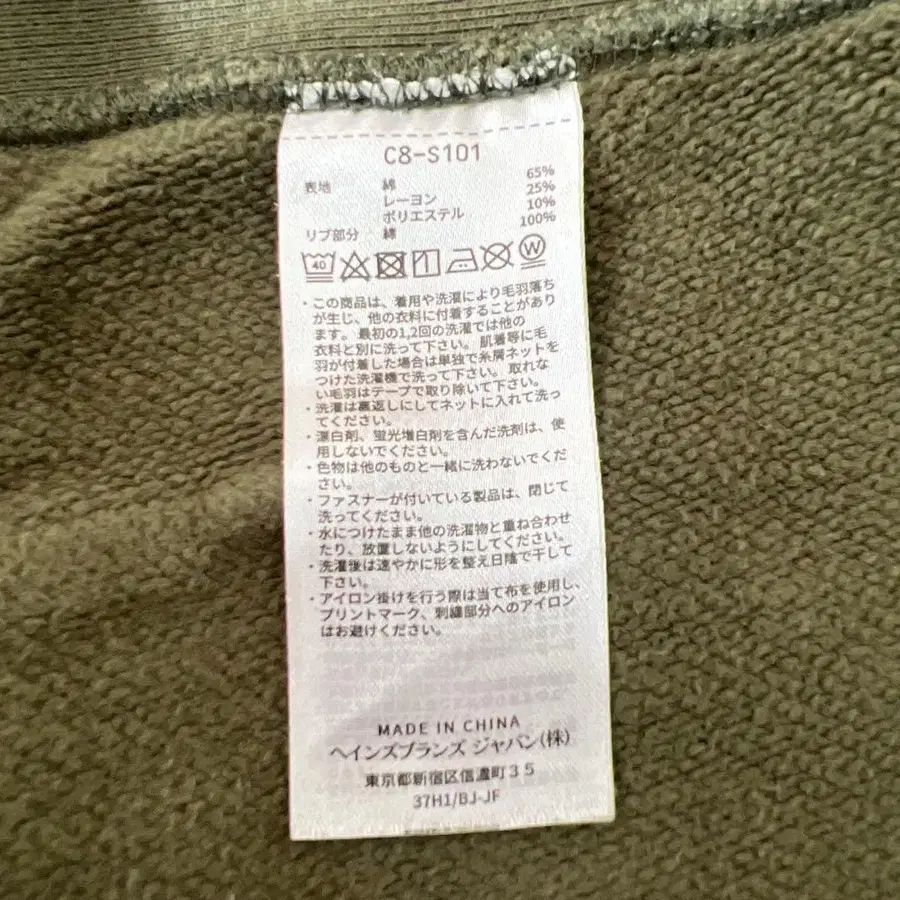 C8-S101
表地 綿 65%
レーヨン 25%
ポリエステル 10%
リブ部分 綿 100%
40 W
・この商品は、着用や洗濯により毛羽落ち
が生じ、他の衣料に付着することがあり
ます。最初の1,2回の洗濯では他の
衣料と別に洗って下さい。肌着等に毛
羽が付着した場合は単独で糸屑ネットを
つけた洗濯機で洗って下さい。取れな
い毛羽はテープで取り除いて下さい。
・洗濯は裏返しにしてネットに入れて洗っ
てください。
・漂白剤、蛍光増白剤を含んだ洗剤は、使
用しないでください。
・色物は他のものと一緒に洗わないでくだ
さい。
・ファスナーが付いている製品は、閉じて
洗ってください。
・水につけたまま他の洗濯物と重ね合わせ
たり、放置しないようにしてください。
・洗濯後は速やかに形を整え日陰で干して
下さい。
・アイロン掛けを行う際は当て布を使用し、
プリントマーク、刺繍部分へのアイロン
はお避けください。
MADE IN CHINA
ヘインズブランズ ジャパン(株)
東京都新宿区信濃町35
37H1/BJ-JF